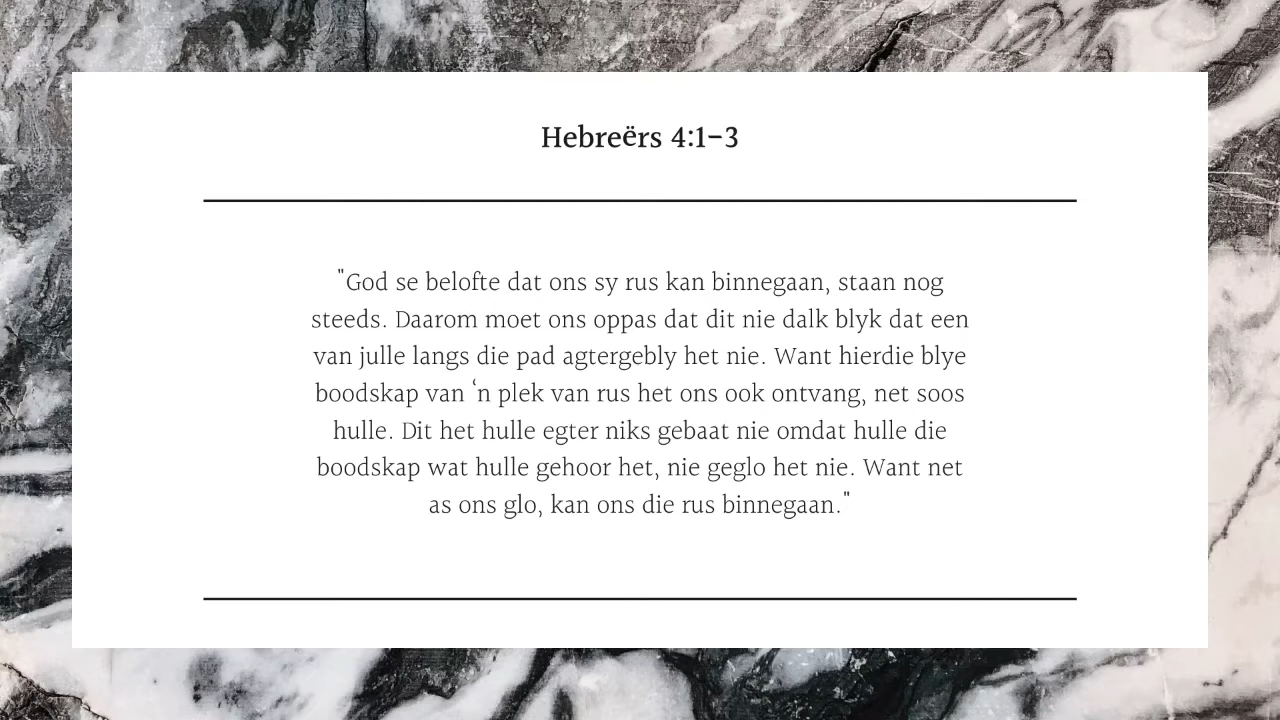 Hebreërs 4:1-3
"God se belofte dat ons sy rus kan binnegaan, staan nog
steeds. Daarom moet ons oppas dat dit nie dalk blyk dat een
van julle langs die pad agtergebly het nie. Want hierdie blye
boodskap van ‘n plek van rus het ons ook ontvang, net soos
hulle. Dit het hulle egter niks gebaat nie omdat hulle die
boodskap wat hulle gehoor het, nie geglo het nie. Want net
as ons glo, kan ons die rus binnegaan."